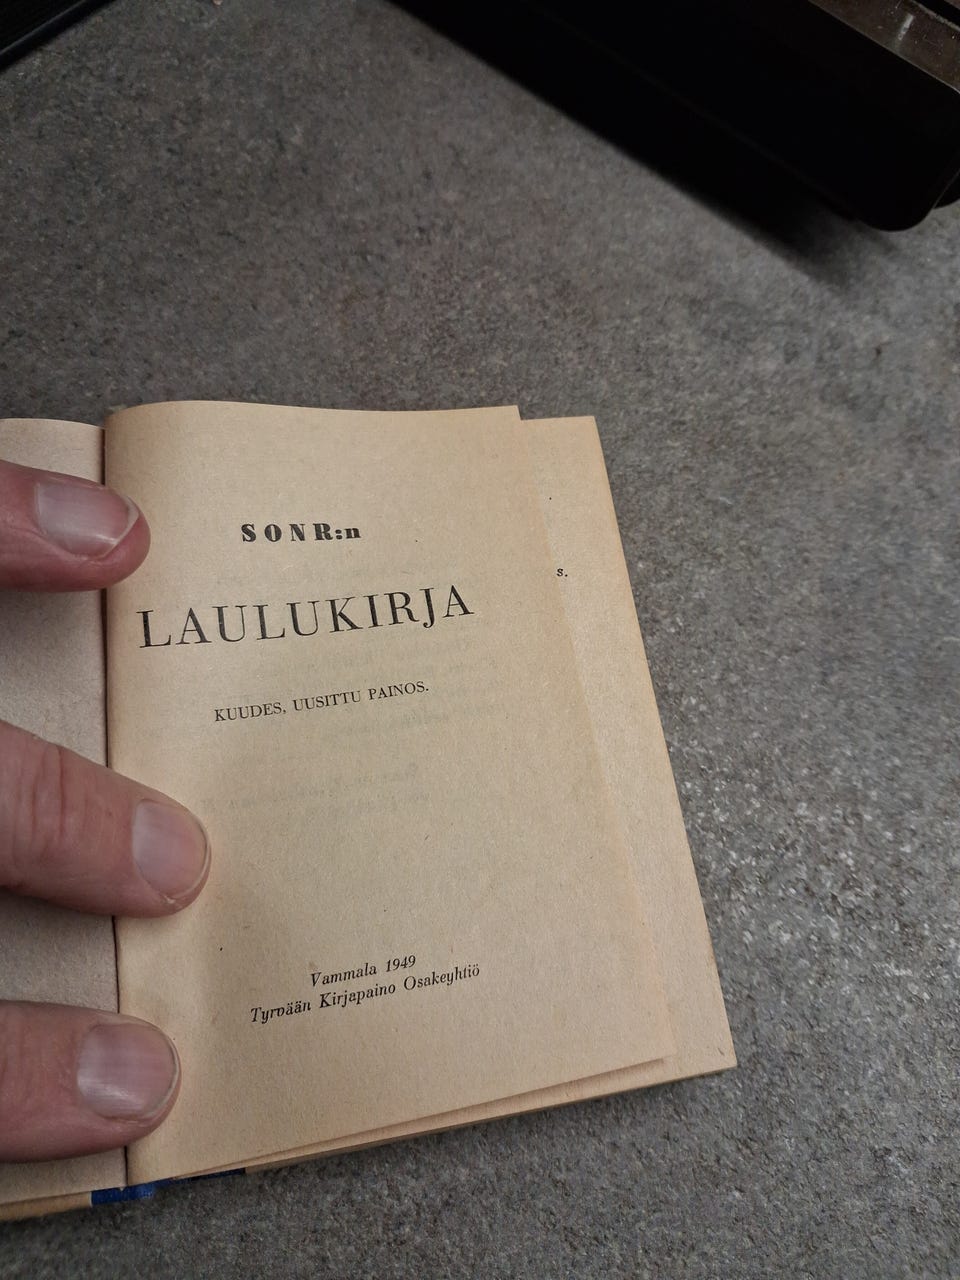 SONR:n
LAULUKIRJA
KUUDES, UUSITTU PAINOS.
s.
Vammala 1949
Tyrvään Kirjapaino Osakeyhtiö